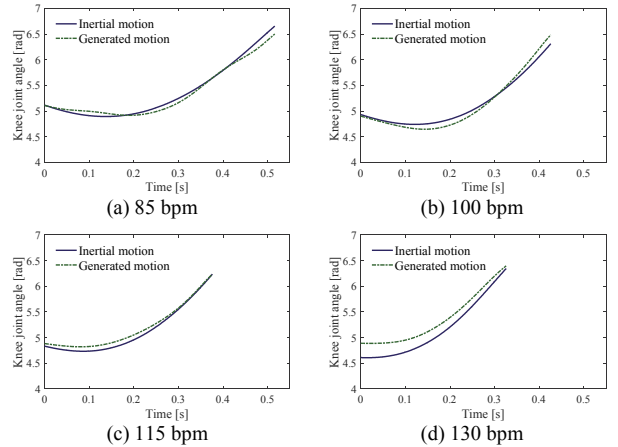 7
6.5
6
5.5
5
4.5
4
Knee joint angle [rad]
Inertial motion
Generated motion
0 0.1 0.2 0.3 0.4 0.5
Time [s]
(a) 85 bpm
7
6.5
6
5.5
5
4.5
4
Knee joint angle [rad]
Inertial motion
Generated motion
0 0.1 0.2 0.3 0.4 0.5
Time [s]
(b) 100 bpm
7
6.5
6
5.5
5
4.5
4
Knee joint angle [rad]
Inertial motion
Generated motion
0 0.1 0.2 0.3 0.4 0.5
Time [s]
(c) 115 bpm
7
6.5
6
5.5
5
4.5
4
Knee joint angle [rad]
Inertial motion
Generated motion
0 0.1 0.2 0.3 0.4 0.5
Time [s]
(d) 130 bpm